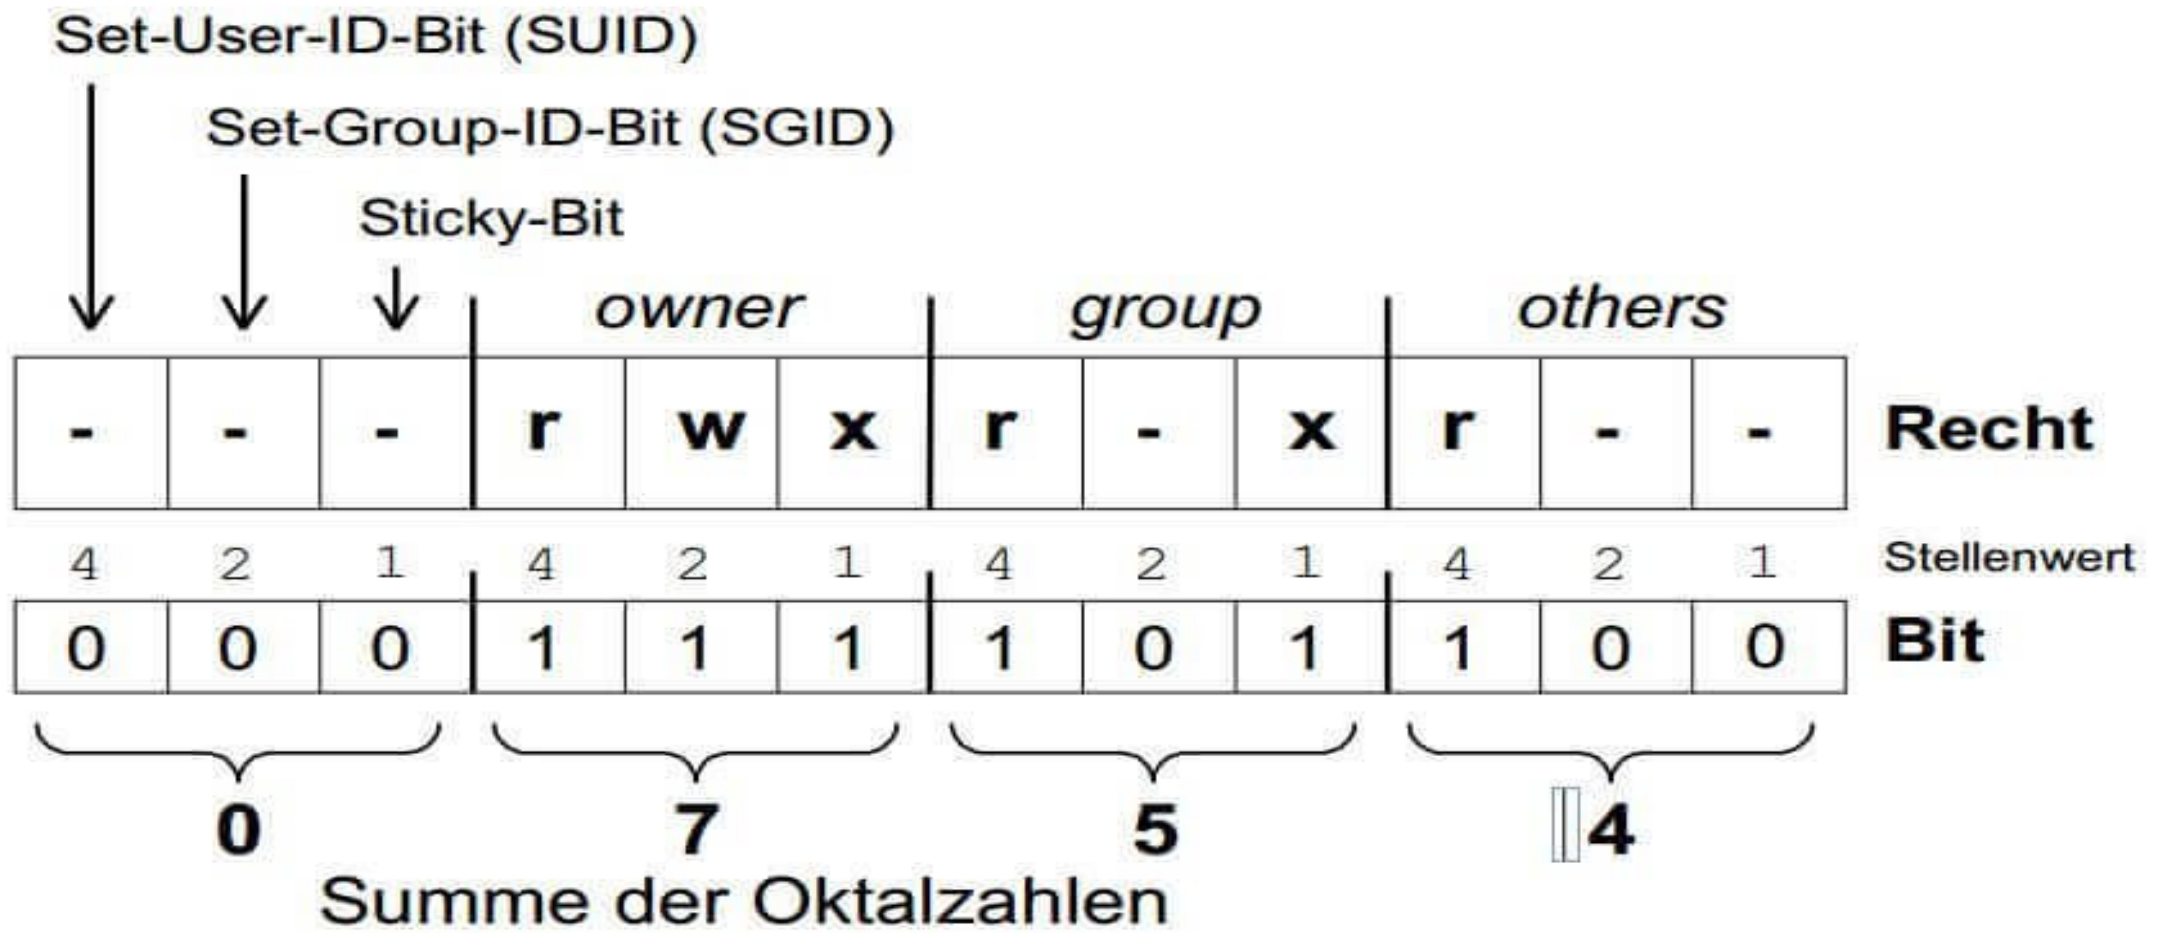 Set-User-ID-Bit (SUID)
Set-Group-ID-Bit (SGID)
Sticky-Bit
owner group others
- - - r w x r - x r - - Recht
4 2 1 4 2 1 4 2 1 4 2 1 Stellenwert
0 0 0 1 1 1 1 0 1 1 0 0 Bit
0 7 5 4
Summe der Oktalzahlen